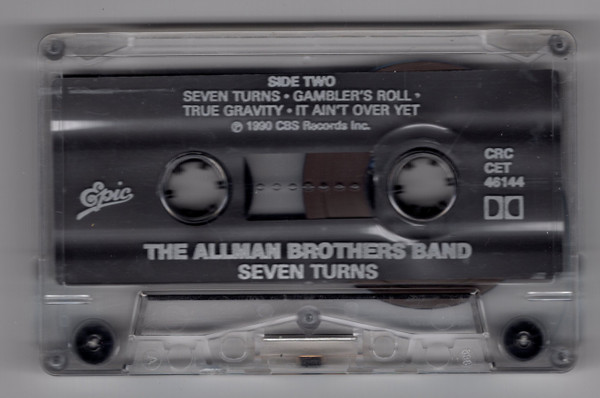 SIDE TWO
SEVEN TURNS • GAMBLER'S ROLL •
TRUE GRAVITY • IT AIN'T OVER YET
℗ 1990 CBS Records Inc.
Epic
CRC
CET
46144
THE ALLMAN BROTHERS BAND
SEVEN TURNS